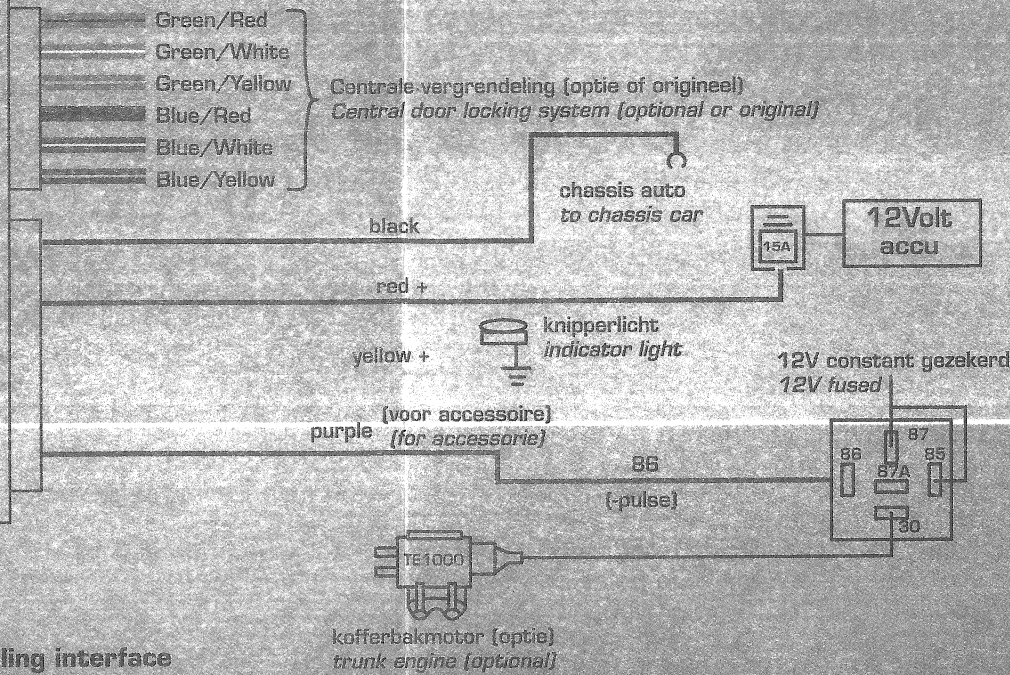 Green/Red
Green/White
Green/Yellow
Blue/Red
Blue/White
Blue/Yellow
Centrale vergrendeling (optie of origineel)
Central door locking system (optional or original)
chassis auto
to chassis car
black
15A
12Volt
accu
red +
knipperlicht
indicator light
yellow +
12V constant gezekerd
12V fused
(voor accessoire)
purple (for accessorie)
87
86
85
87A
86
(-pulse)
30
TE1000
kofferbakmotor (optie)
trunk engine (optional)
ling interface